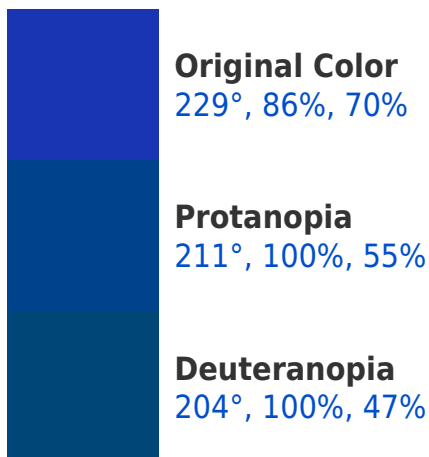 Original Color
229°, 86%, 70%
Protanopia
211°, 100%, 55%
Deuteranopia
204°, 100%, 47%